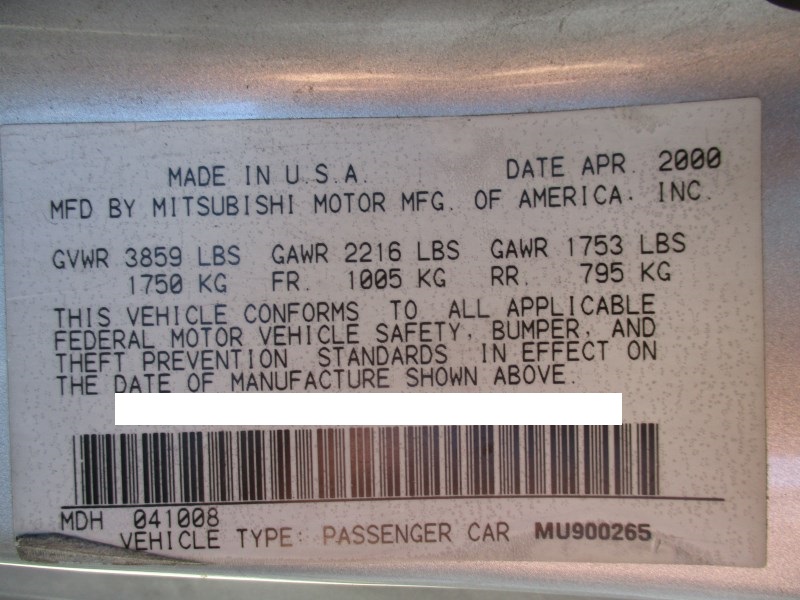 MADE IN U.S.A. DATE APR. 2000
MFD BY MITSUBISHI MOTOR MFG. OF AMERICA. INC.
GVWR 3859 LBS GAWR 2216 LBS GAWR 1753 LBS
1750 KG FR. 1005 KG RR. 795 KG
THIS VEHICLE CONFORMS TO ALL APPLICABLE
FEDERAL MOTOR VEHICLE SAFETY, BUMPER, AND
THEFT PREVENTION STANDARDS IN EFFECT ON
THE DATE OF MANUFACTURE SHOWN ABOVE.
MDH 041008
VEHICLE TYPE: PASSENGER CAR MU900265